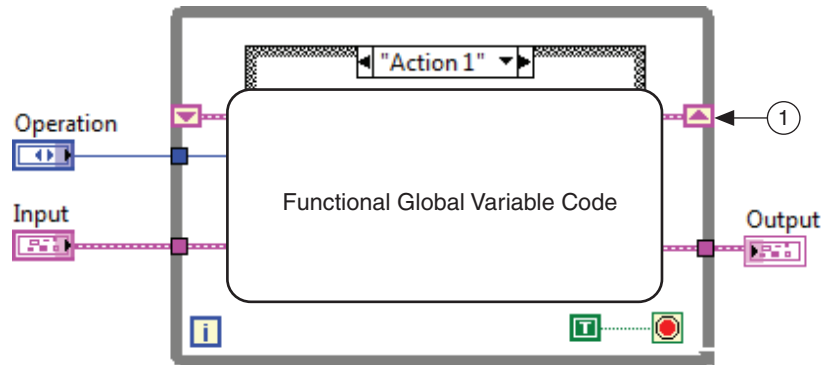 "Action 1"
Operation
1
Input
Functional Global Variable Code
Output
i
T